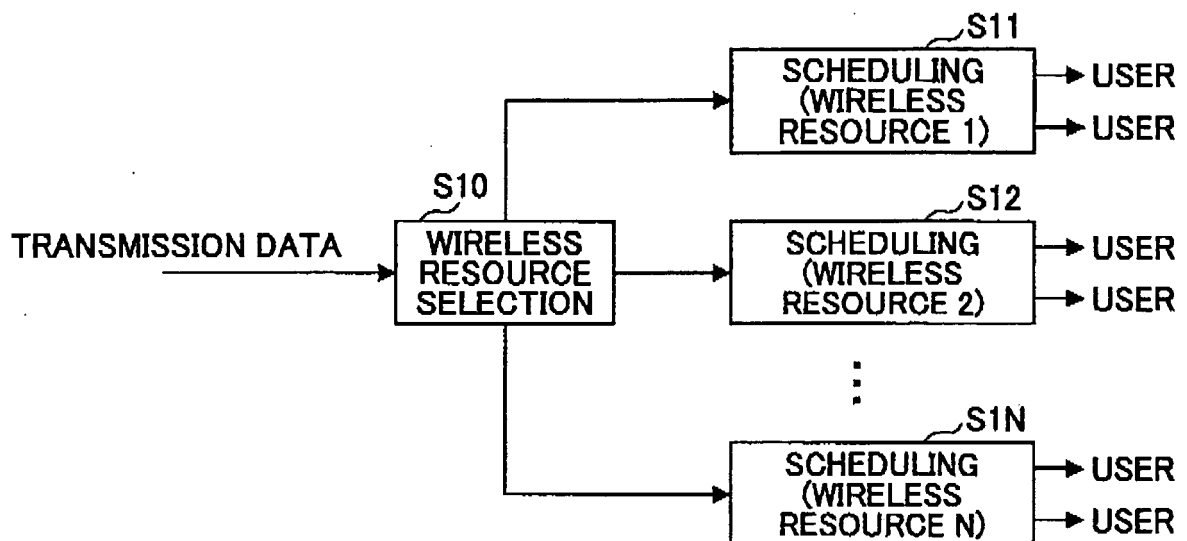 S11
SCHEDULING
(WIRELESS
RESOURCE 1)
USER
USER
S10
TRANSMISSION DATA
WIRELESS
RESOURCE
SELECTION
S12
SCHEDULING
(WIRELESS
RESOURCE 2)
USER
USER
S1N
SCHEDULING
(WIRELESS
RESOURCE N)
USER
USER